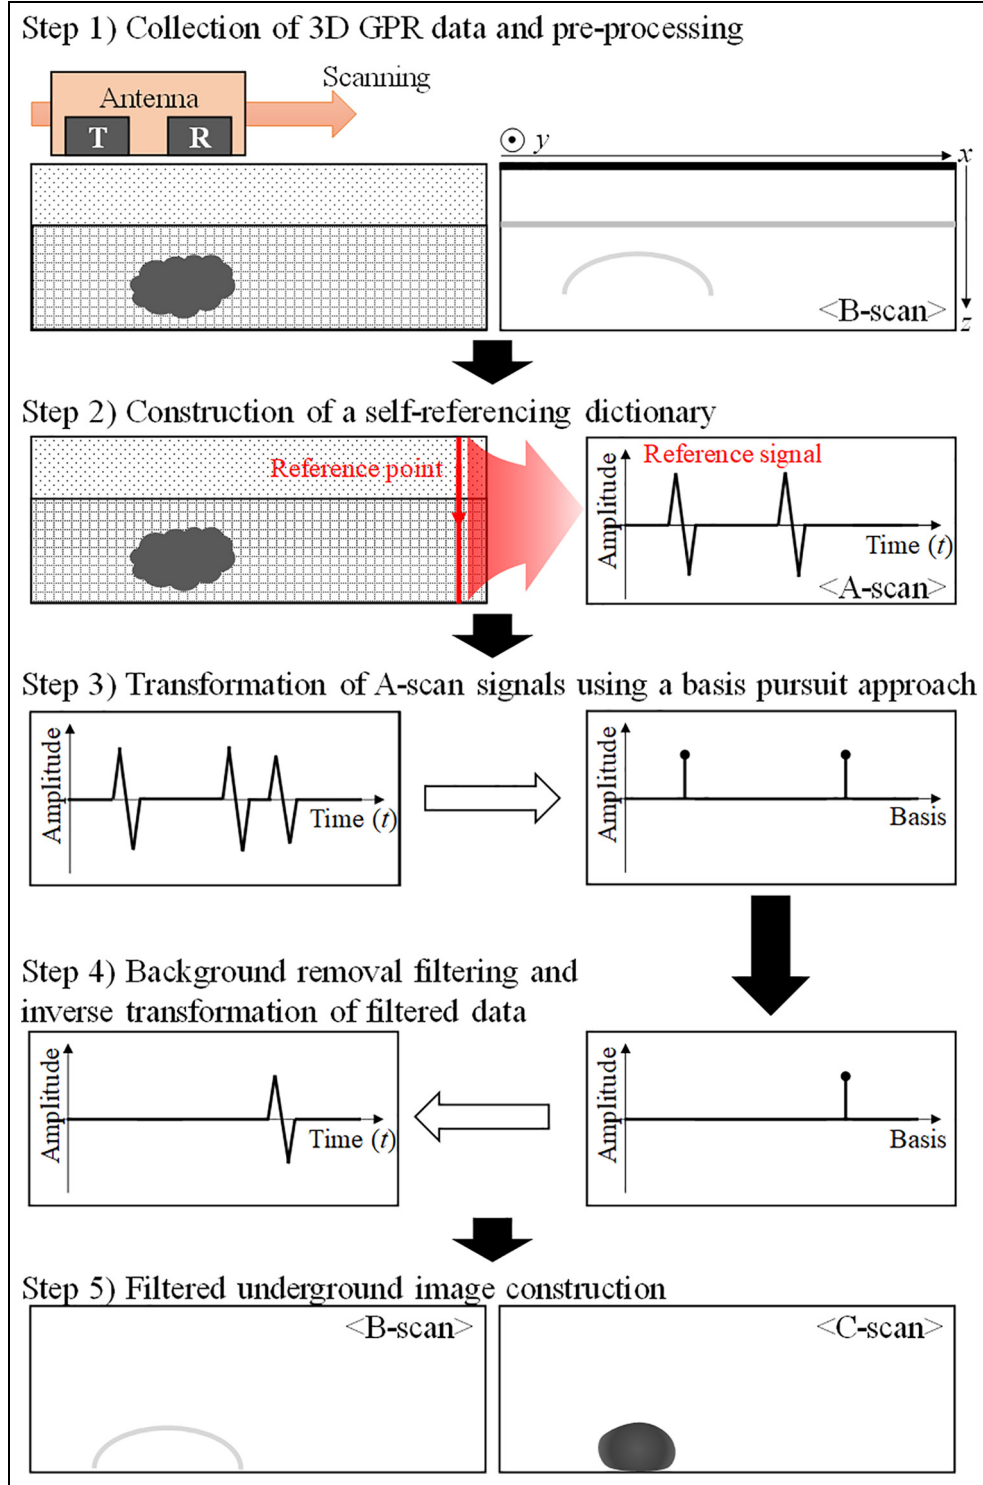 Step 1) Collection of 3D GPR data and pre-processing
Scanning
Antenna
T R
y
x
<B-scan>
z
Step 2) Construction of a self-referencing dictionary
Reference point
Reference signal
Amplitude
Time (t)
<A-scan>
Step 3) Transformation of A-scan signals using a basis pursuit approach
Amplitude
Time (t)
Amplitude
Basis
Step 4) Background removal filtering and
inverse transformation of filtered data
Amplitude
Time (t)
Amplitude
Basis
Step 5) Filtered underground image construction
<B-scan>
<C-scan>